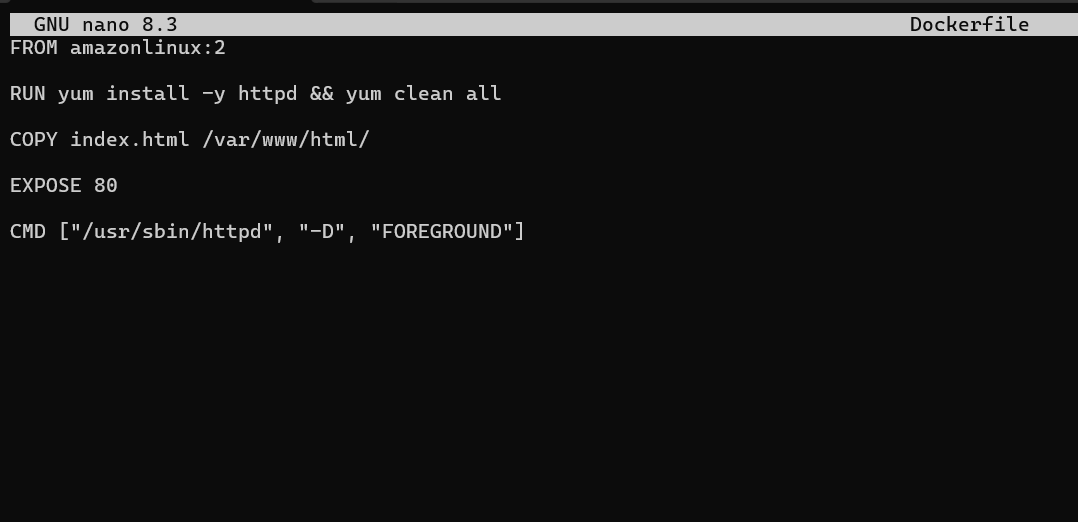 GNU nano 8.3 Dockerfile
FROM amazonlinux:2
RUN yum install -y httpd && yum clean all
COPY index.html /var/www/html/
EXPOSE 80
CMD ["/usr/sbin/httpd", "-D", "FOREGROUND"]